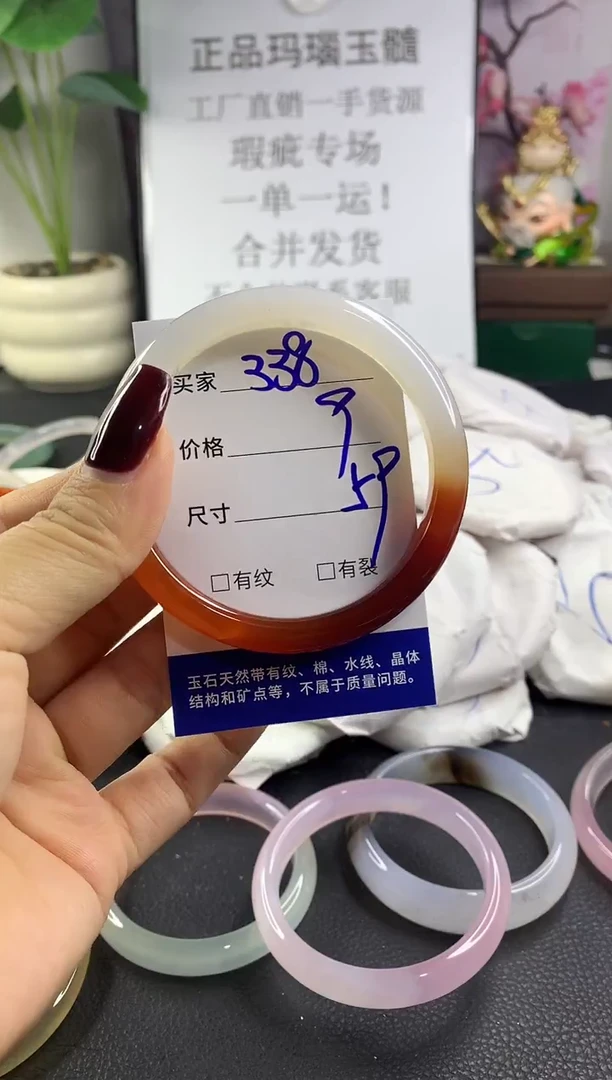 正品玛瑙玉髓
工厂直销一手货源
瑕疵专场
一单一运!
合并发货
买家 338
价格 9
尺寸 59
□有纹 □有裂
玉石天然带有纹、棉、水线、晶体
结构和矿点等，不属于质量问题。